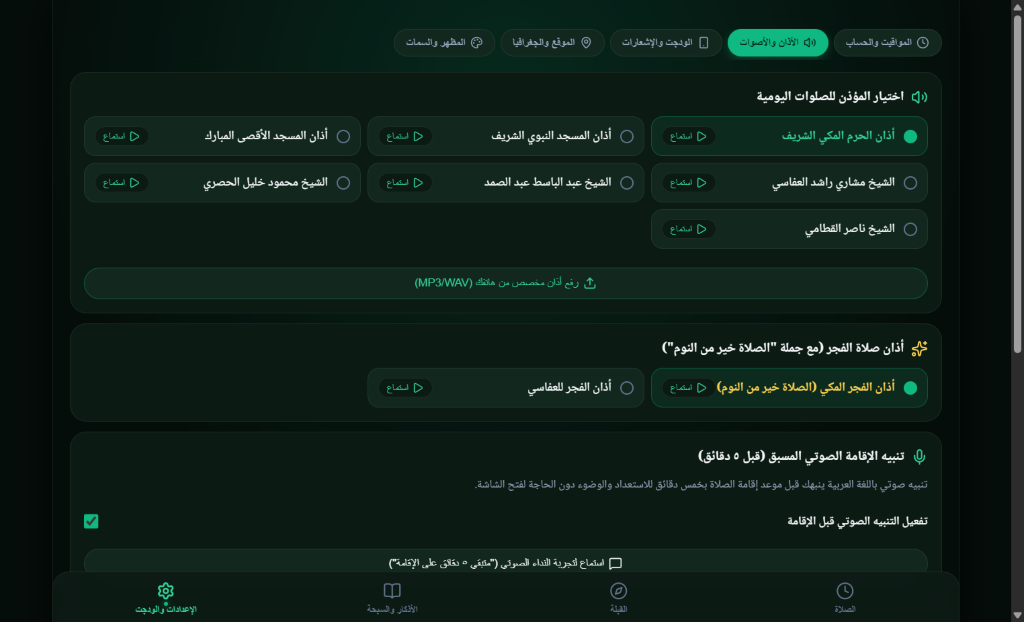 المواقيت والحساب
الأذان والأصوات
الودجت والإشعارات
الموقع والجغرافيا
المظهر والسمات
اختيار المؤذن للصلوات اليومية
أذان الحرم المكي الشريف
استماع
أذان المسجد النبوي الشريف
استماع
أذان المسجد الأقصى المبارك
استماع
الشيخ مشاري راشد العفاسي
استماع
الشيخ عبد الباسط عبد الصمد
استماع
الشيخ محمود خليل الحصري
استماع
الشيخ ناصر القطامي
استماع
رفع أذان مخصص من هاتفك (MP3/WAV)
أذان صلاة الفجر (مع جملة "الصلاة خير من النوم")
أذان الفجر المكي (الصلاة خير من النوم)
استماع
أذان الفجر للعفاسي
استماع
تنبيه الإقامة الصوتي المسبق (قبل ٥ دقائق)
تنبيه صوتي باللغة العربية ينبهك قبل موعد إقامة الصلاة بخمس دقائق للاستعداد والوضوء دون الحاجة لفتح الشاشة.
تفعيل التنبيه الصوتي قبل الإقامة
استماع لتجربة النداء الصوتي ("متبقي ٥ دقائق على الإقامة")
الصلاة
القبلة
الأذكار والسبحة
الإعدادات والودجت